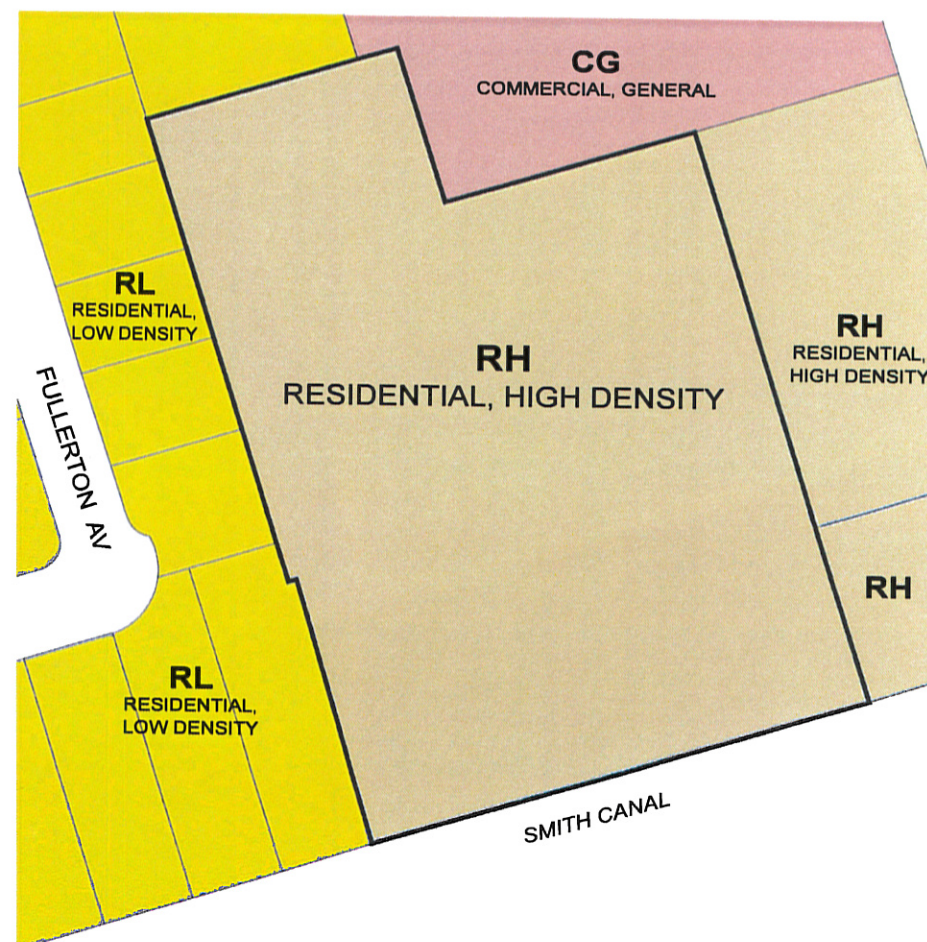 CG
COMMERCIAL, GENERAL
RL
RESIDENTIAL,
LOW DENSITY
RH
RESIDENTIAL, HIGH DENSITY
RH
RESIDENTIAL,
HIGH DENSITY
FULLERTON AV
RH
RL
RESIDENTIAL,
LOW DENSITY
SMITH CANAL